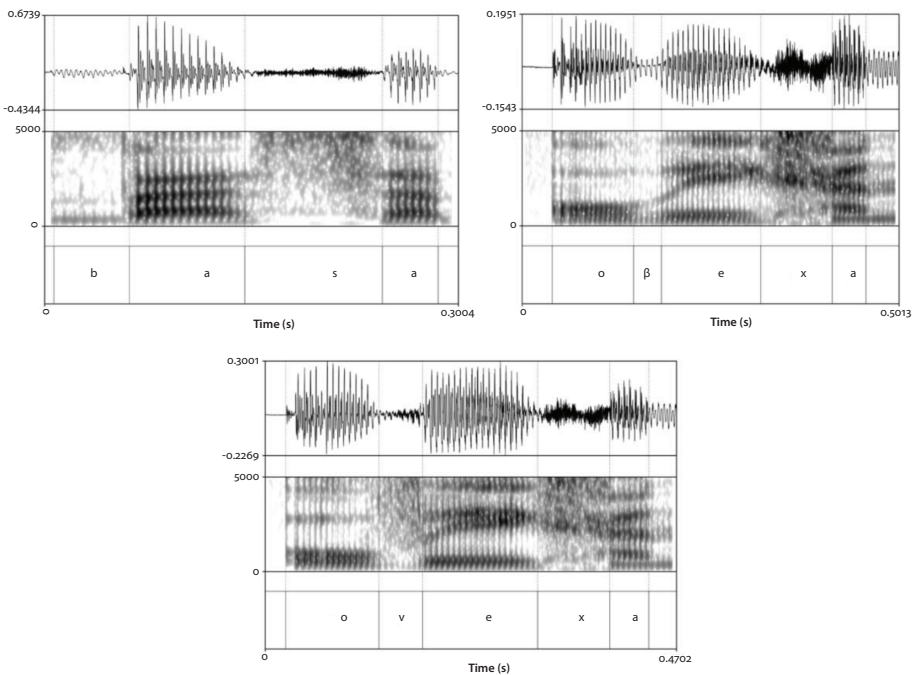 0.6739
-0.4344
5000
0
b a s a
0 0.3004
Time (s)
0.1951
-0.1543
5000
0
o β e x a
0 0.5013
Time (s)
0.3001
-0.2269
5000
0
o v e x a
0 0.4702
Time (s)